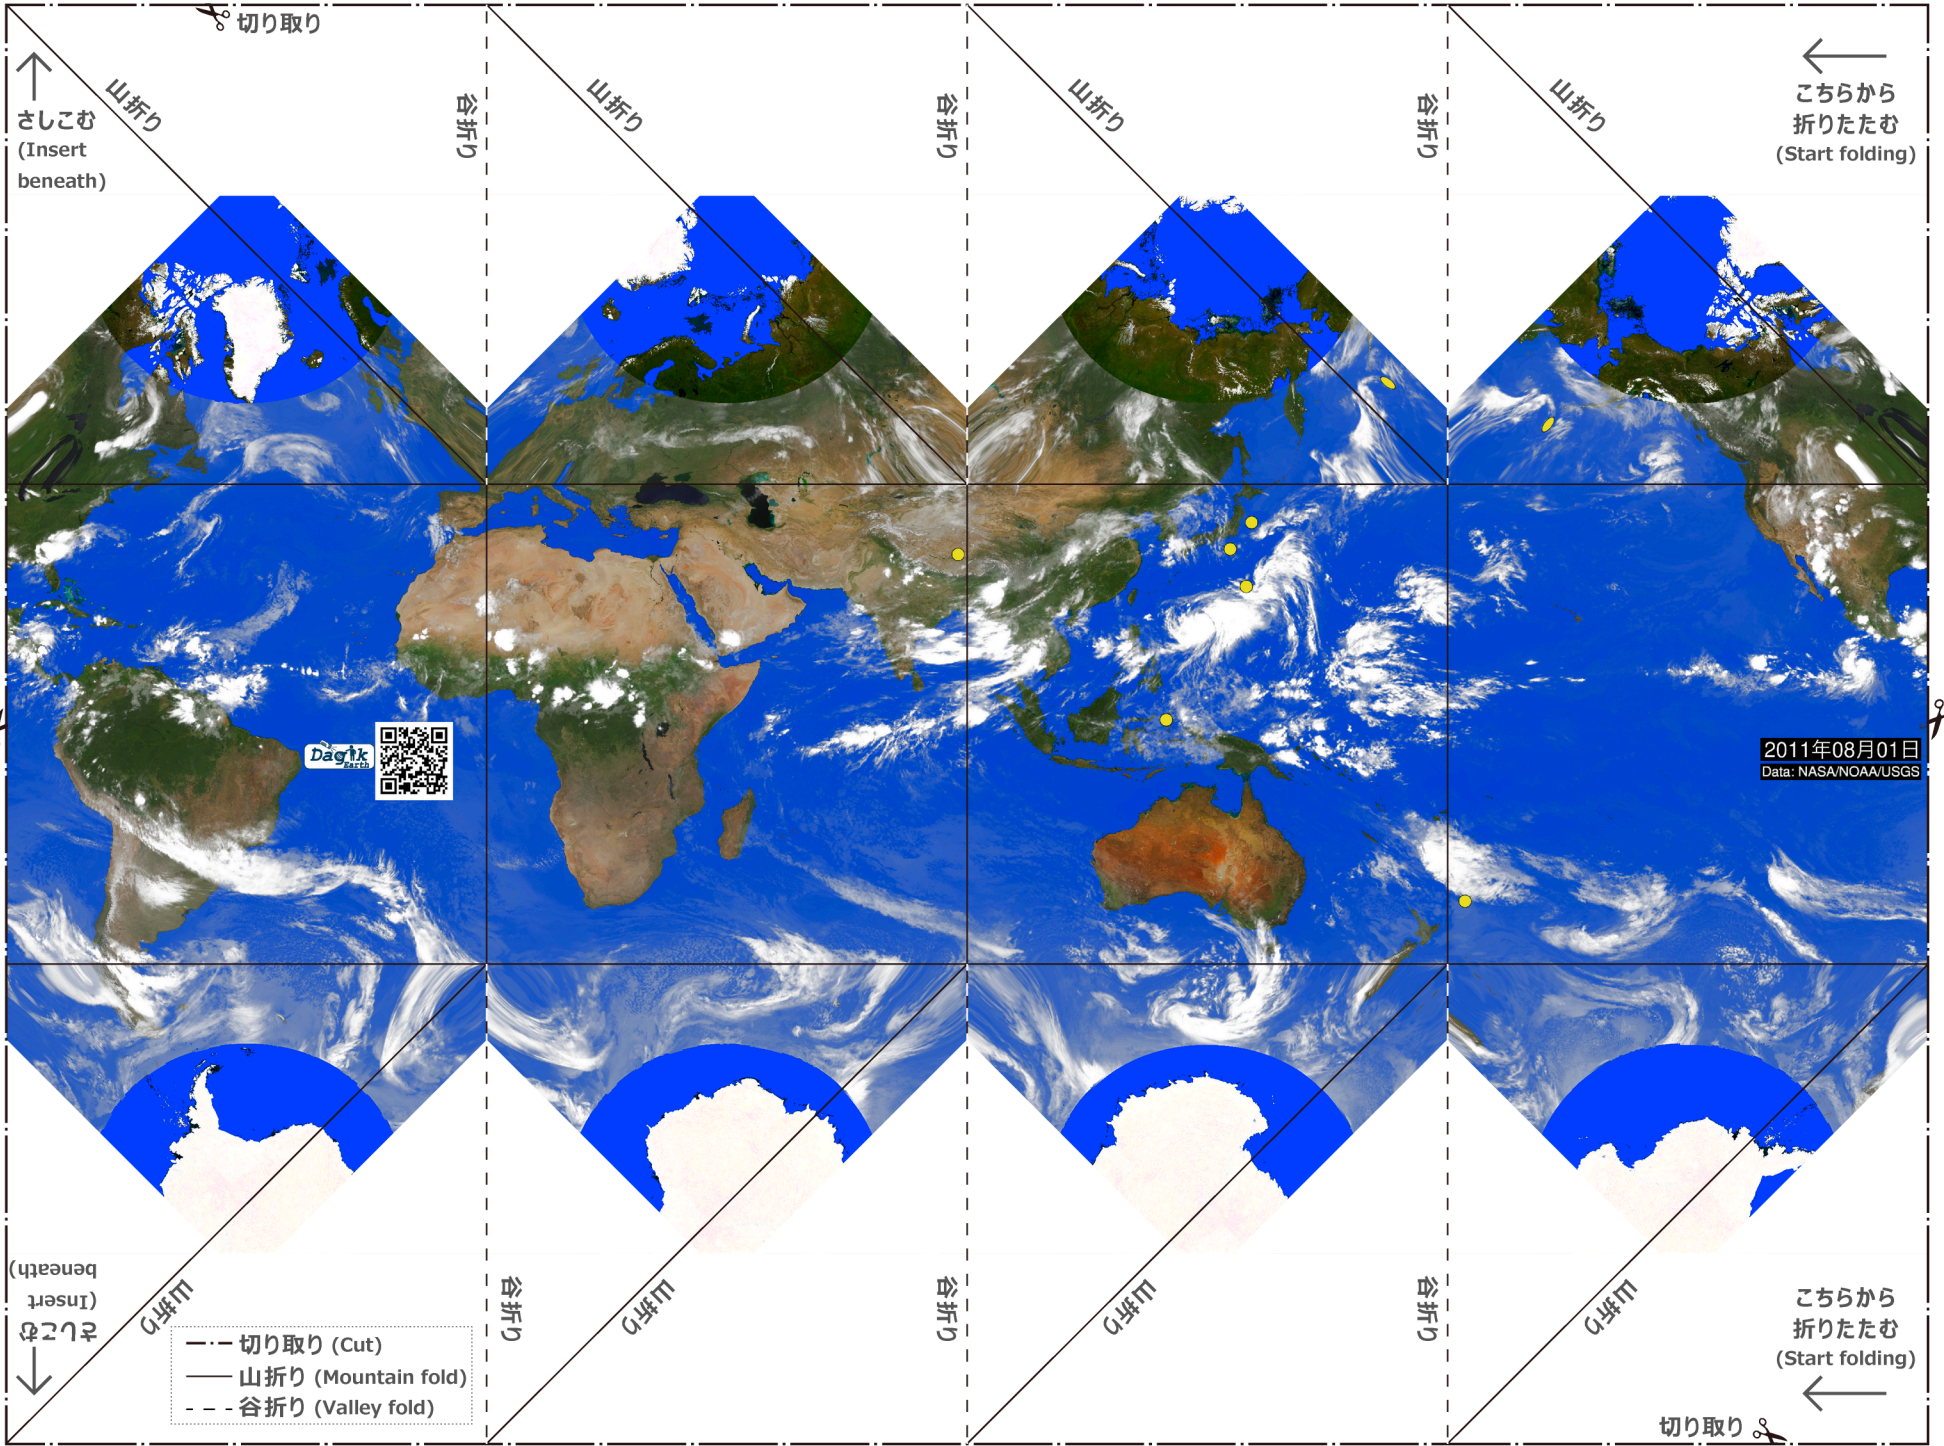 切り取り
山折り
谷折り
山折り
谷折り
山折り
谷折り
山折り
さしこむ
(Insert
beneath)
こちらから
折りたたむ
(Start folding)
Dagik
Earth
2011年08月01日
Data: NASA/NOAA/USGS
さしこむ
(Insert
beneath)
山折り
谷折り
山折り
谷折り
山折り
谷折り
山折り
こちらから
折りたたむ
(Start folding)
切り取り (Cut)
山折り (Mountain fold)
谷折り (Valley fold)
切り取り